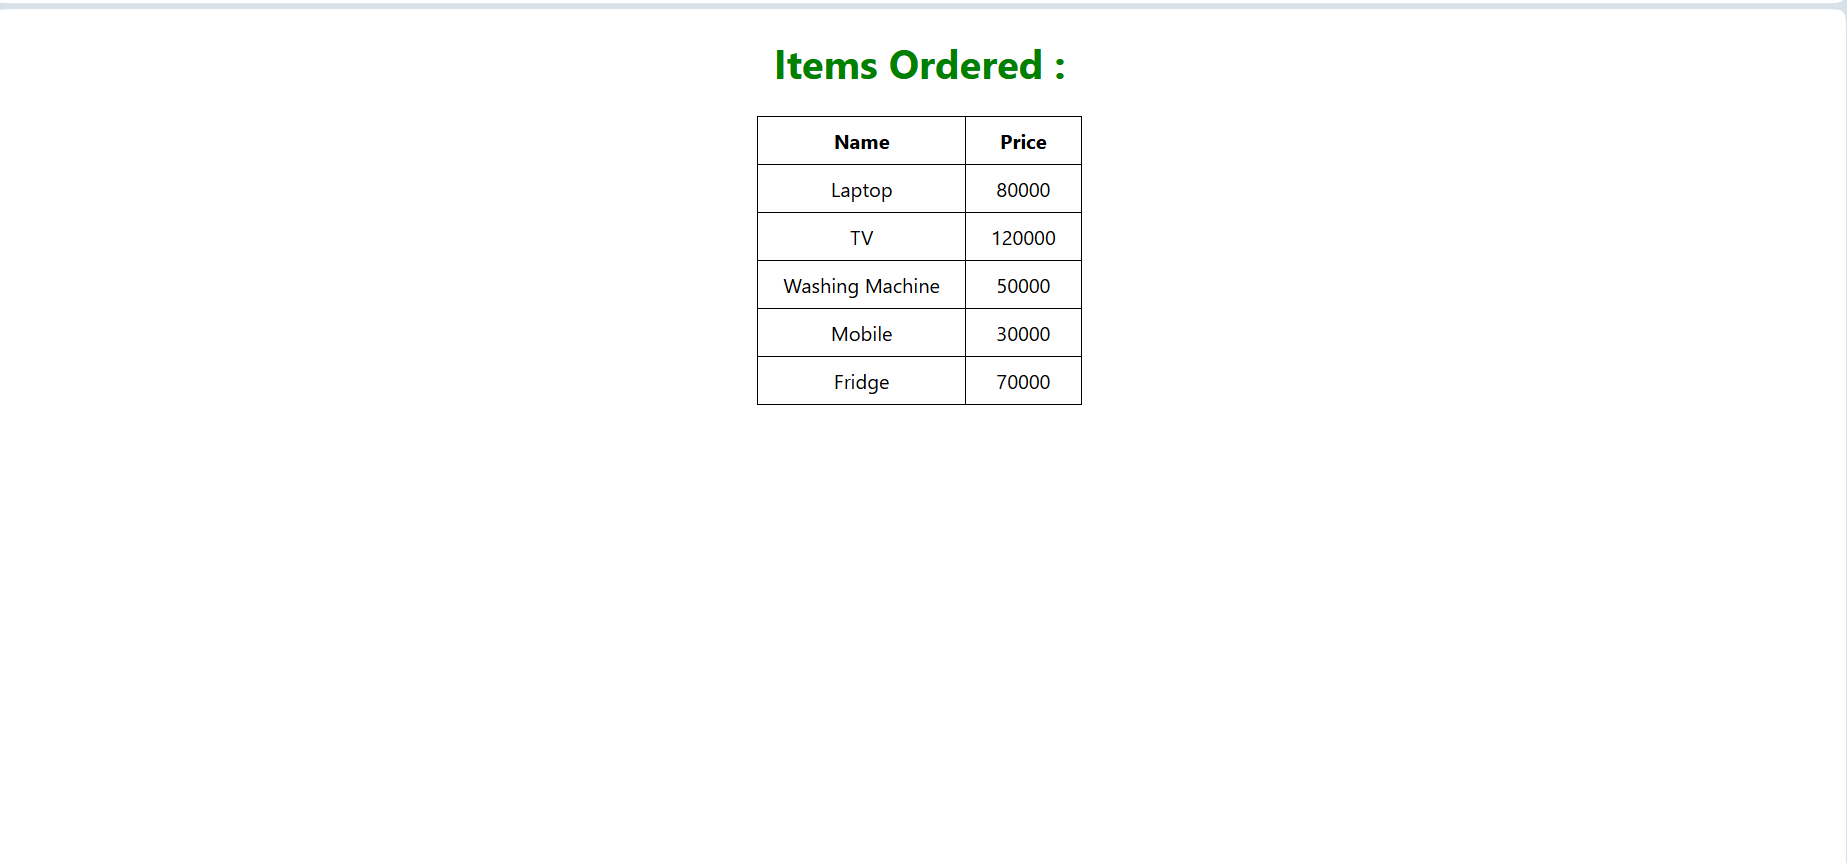 Items Ordered :
Name Price
Laptop 80000
TV 120000
Washing Machine 50000
Mobile 30000
Fridge 70000